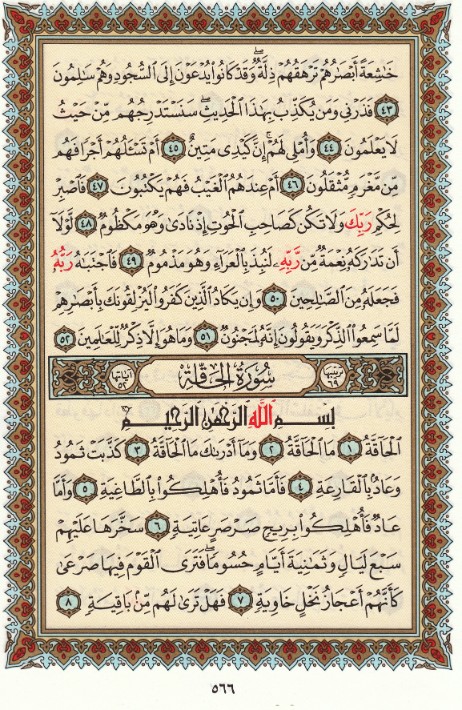 خَٰشِعَةً أَبْصَٰرُهُمْ تَرْهَقُهُمْ ذِلَّةٌ ۖ وَقَدْ كَانُوا۟ يُدْعَوْنَ إِلَى ٱلسُّجُودِ وَهُمْ سَٰلِمُونَ
٤٣ فَذَرْنِى وَمَن يُكَذِّبُ بِهَٰذَا ٱلْحَدِيثِ ۖ سَنَسْتَدْرِجُهُم مِّنْ حَيْثُ
لَا يَعْلَمُونَ ٤٤ وَأُمْلِى لَهُمْ ۚ إِنَّ كَيْدِى مَتِينٌ ٤٥ أَمْ تَسْـَٔلُهُمْ أَجْرًا فَهُم
مِّن مَّغْرَمٍ مُّثْقَلُونَ ٤٦ أَمْ عِندَهُمُ ٱلْغَيْبُ فَهُمْ يَكْتُبُونَ ٤٧ فَٱصْبِرْ
لِحُكْمِ رَبِّكَ وَلَا تَكُن كَصَاحِبِ ٱلْحُوتِ إِذْ نَادَىٰ وَهُوَ مَكْظُومٌ ٤٨ لَّوْلَآ
أَن تَدَٰرَكَهُۥ نِعْمَةٌ مِّن رَّبِّهِۦ لَنُبِذَ بِٱلْعَرَآءِ وَهُوَ مَذْمُومٌ ٤٩ فَٱجْتَبَٰهُ رَبُّهُۥ
فَجَعَلَهُۥ مِنَ ٱلصَّٰلِحِينَ ٥٠ وَإِن يَكَادُ ٱلَّذِينَ كَفَرُوا۟ لَيُزْلِقُونَكَ بِأَبْصَٰرِهِمْ
لَمَّا سَمِعُوا۟ ٱلذِّكْرَ وَيَقُولُونَ إِنَّهُۥ لَمَجْنُونٌ ٥١ وَمَا هُوَ إِلَّا ذِكْرٌ لِّلْعَٰلَمِينَ ٥٢
ترتيبها ٦٩ سُورَةُ الحَاقَّة آياتها ٥٢
بِسْمِ ٱللَّهِ ٱلرَّحْمَٰنِ ٱلرَّحِيمِ
ٱلْحَآقَّةُ ١ مَا ٱلْحَآقَّةُ ٢ وَمَآ أَدْرَىٰكَ مَا ٱلْحَآقَّةُ ٣ كَذَّبَتْ ثَمُودُ
وَعَادٌۢ بِٱلْقَارِعَةِ ٤ فَأَمَّا ثَمُودُ فَأُهْلِكُوا۟ بِٱلطَّاغِيَةِ ٥ وَأَمَّا
عَادٌ فَأُهْلِكُوا۟ بِرِيحٍ صَرْصَرٍ عَاتِيَةٍ ٦ سَخَّرَهَا عَلَيْهِمْ
سَبْعَ لَيَالٍ وَثَمَٰنِيَةَ أَيَّامٍ حُسُومًا ۖ فَتَرَى ٱلْقَوْمَ فِيهَا صَرْعَىٰ
كَأَنَّهُمْ أَعْجَازُ نَخْلٍ خَاوِيَةٍ ٧ فَهَلْ تَرَىٰ لَهُم مِّنۢ بَاقِيَةٍ ٨
٥٦٦